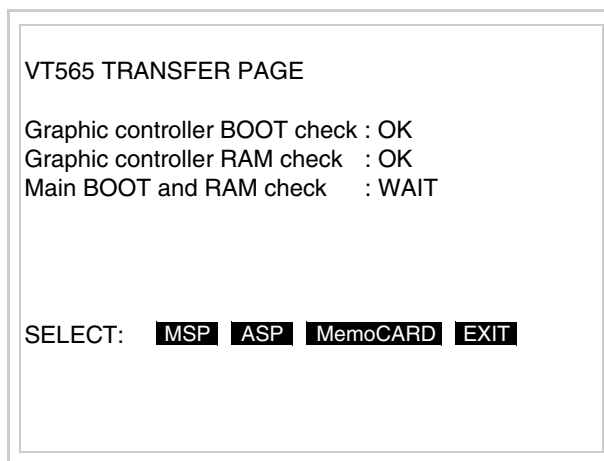 VT565 TRANSFER PAGE
Graphic controller BOOT check : OK
Graphic controller RAM check : OK
Main BOOT and RAM check : WAIT
SELECT: MSP ASP MemoCARD EXIT